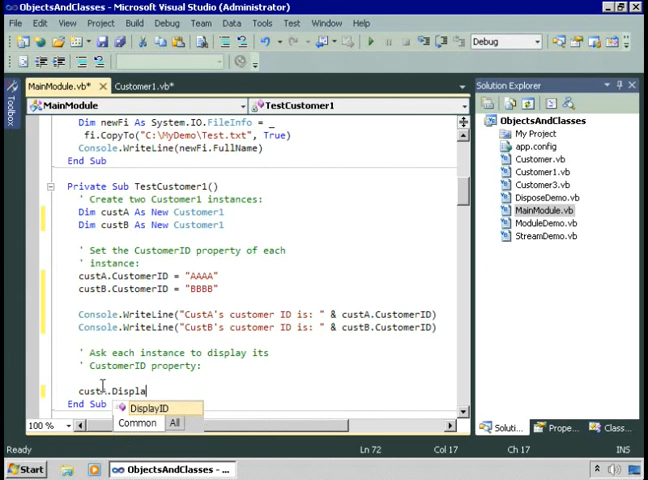 ObjectsAndClasses - Microsoft Visual Studio (Administrator)
File Edit View Project Build Debug Team Data Tools Test Window Help
Debug
MainModule.vb* Customer1.vb*
Solution Explorer
MainModule TestCustomer1
Toolbox
Dim newFi As System.IO.FileInfo = _
fi.CopyTo("C:\MyDemo\Test.txt", True)
Console.WriteLine(newFi.FullName)
End Sub
Private Sub TestCustomer1()
' Create two Customer1 instances:
Dim custA As New Customer1
Dim custB As New Customer1
' Set the CustomerID property of each
' instance:
custA.CustomerID = "AAAA"
custB.CustomerID = "BBBB"
Console.WriteLine("CustA's customer ID is: " & custA.CustomerID)
Console.WriteLine("CustB's customer ID is: " & custB.CustomerID)
' Ask each instance to display its
' CustomerID property:
custA.Displa
End Sub
DisplayID
Common All
ObjectsAndClasses
My Project
app.config
Customer.vb
Customer1.vb
Customer3.vb
DisposeDemo.vb
MainModule.vb
ModuleDemo.vb
StreamDemo.vb
100 %
Soluti... Prope... Class...
Ready Ln 72 Col 17 Ch 17 INS
Start ObjectsAndClasses - ...